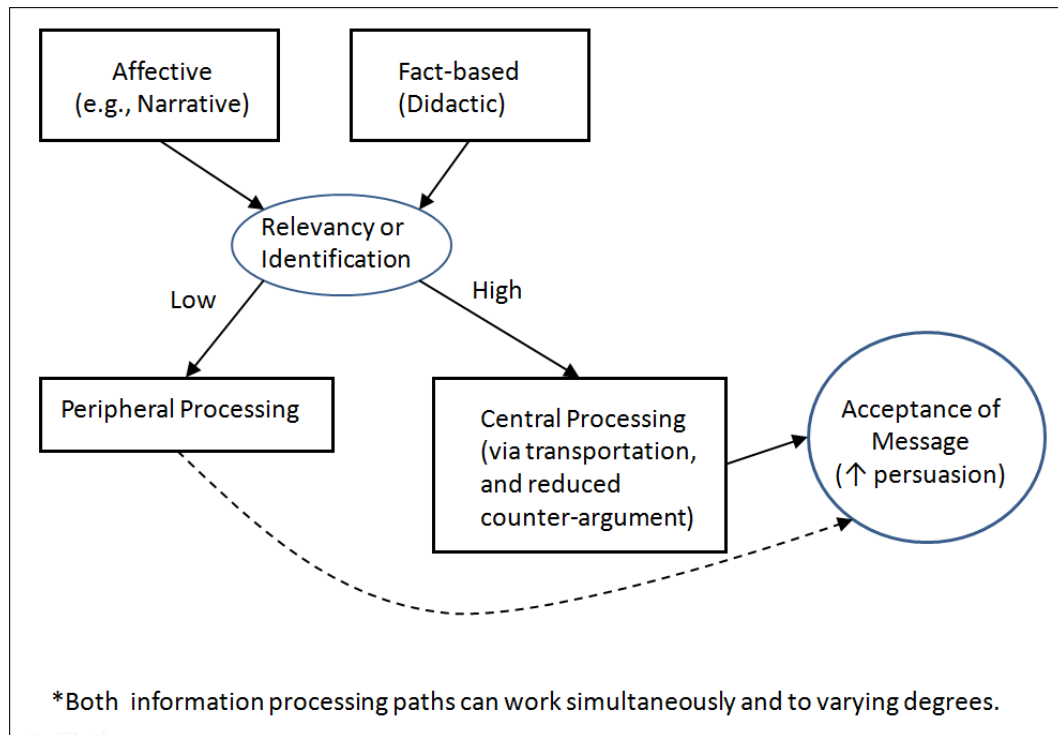 Affective
(e.g., Narrative)
Fact-based
(Didactic)
Relevancy or
Identification
Low
High
Peripheral Processing
Central Processing
(via transportation,
and reduced
counter-argument)
Acceptance of
Message
(↑ persuasion)
*Both information processing paths can work simultaneously and to varying degrees.